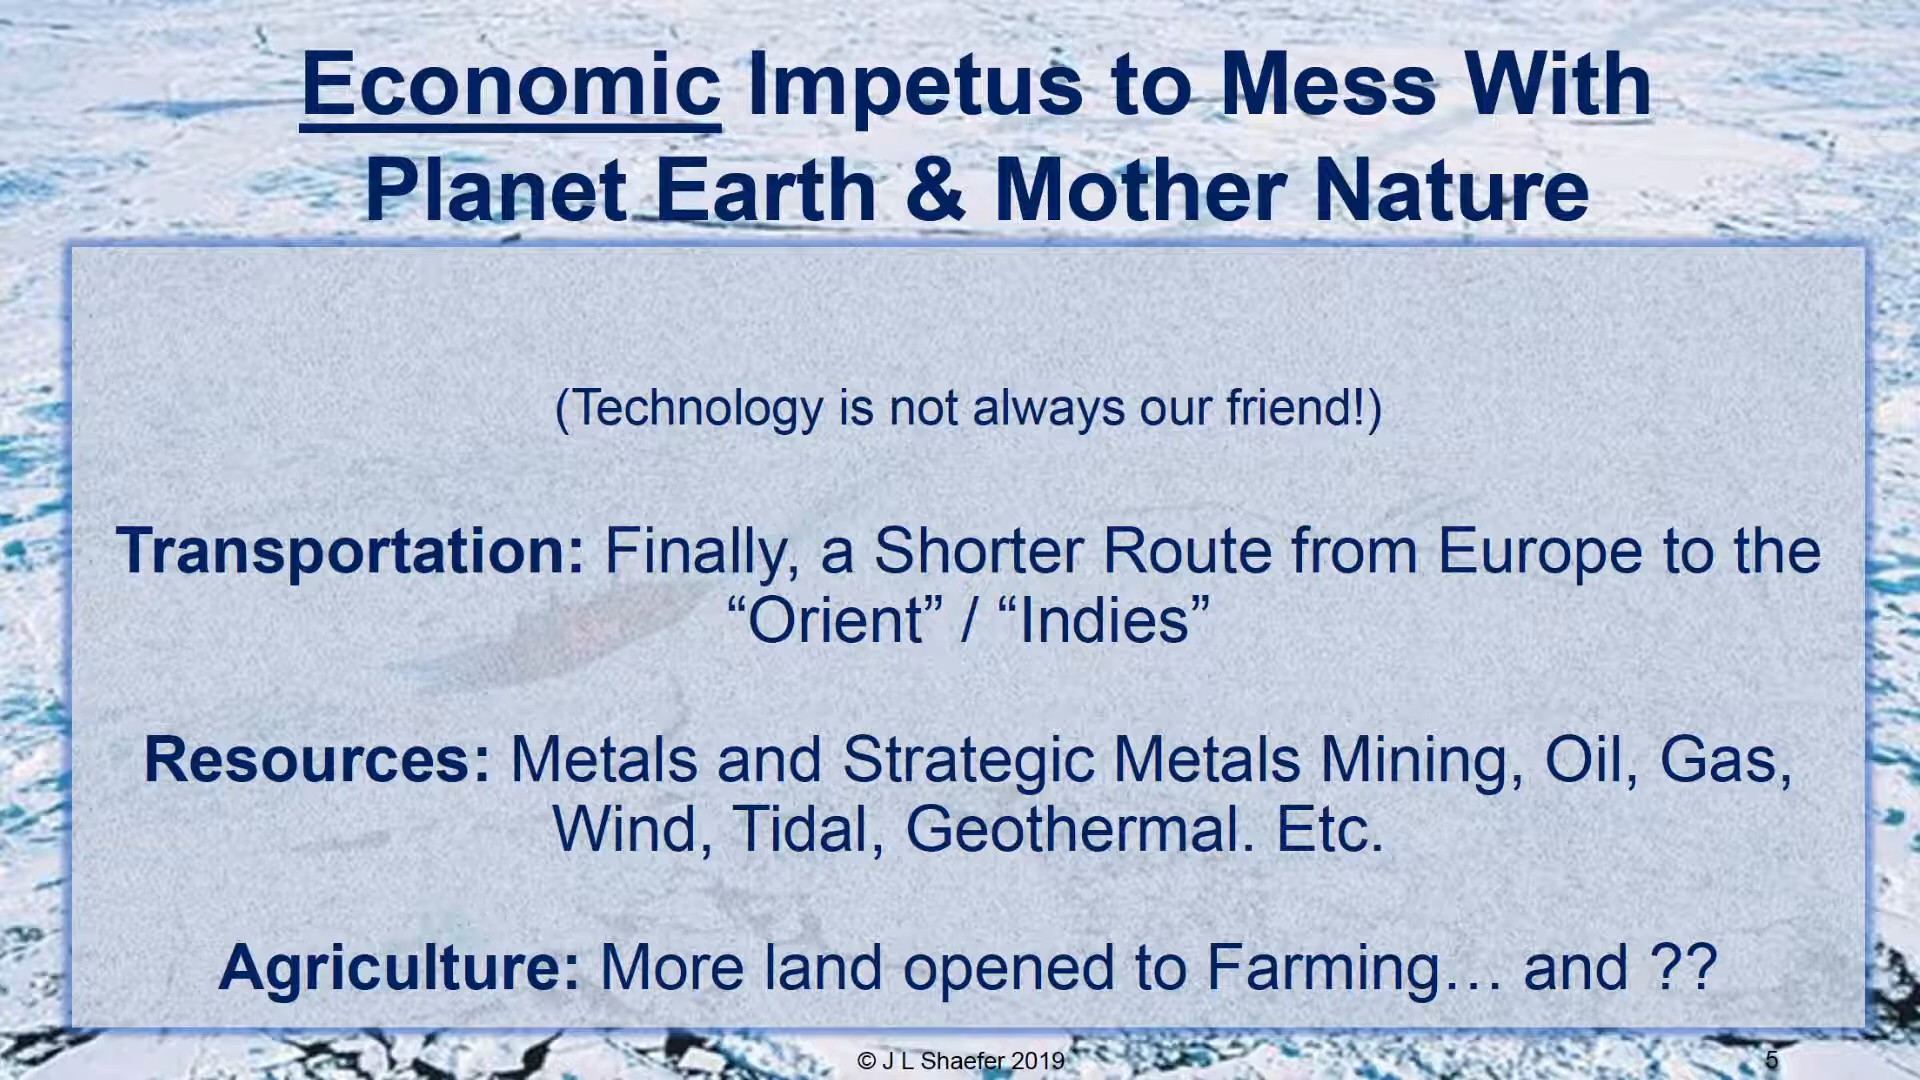 Economic Impetus to Mess With
Planet Earth & Mother Nature
(Technology is not always our friend!)
Transportation: Finally, a Shorter Route from Europe to the
“Orient” / “Indies”
Resources: Metals and Strategic Metals Mining, Oil, Gas,
Wind, Tidal, Geothermal. Etc.
Agriculture: More land opened to Farming… and ??
© J L Shaefer 2019
5